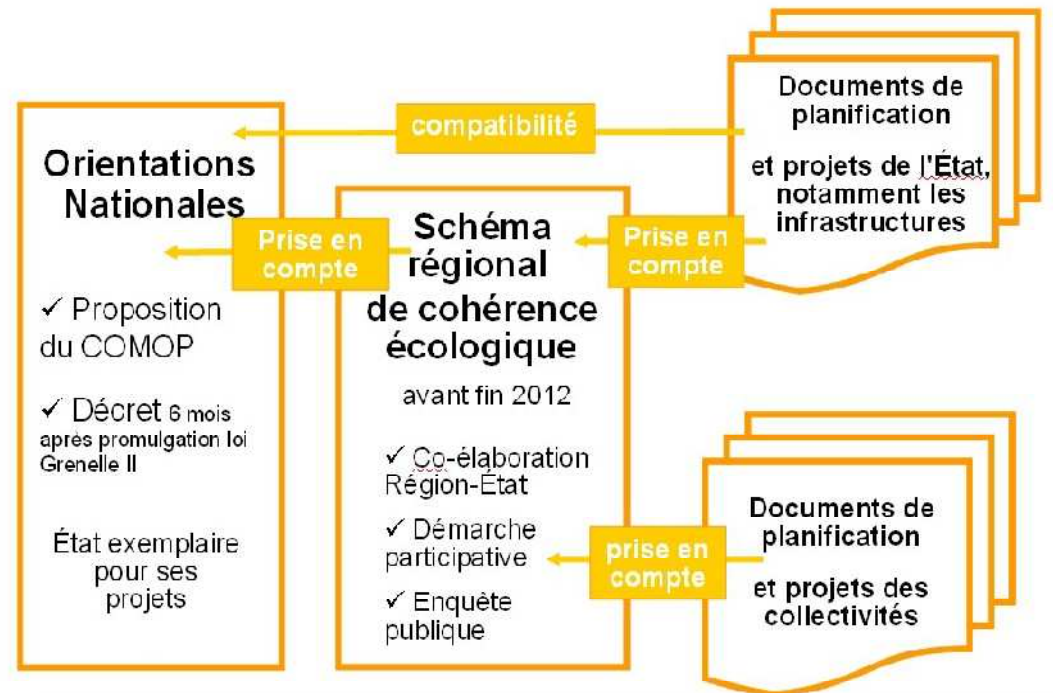 Orientations
Nationales
✓ Proposition
du COMOP
✓ Décret 6 mois
après promulgation loi
Grenelle II
État exemplaire
pour ses
projets
compatibilité
Prise en
compte
Schéma
régional
de cohérence
écologique
avant fin 2012
✓ Co-élaboration
Région-État
✓ Démarche
participative
✓ Enquête
publique
Prise en
compte
Documents de
planification
et projets de l'État,
notamment les
infrastructures
prise en
compte
Documents de
planification
et projets des
collectivités